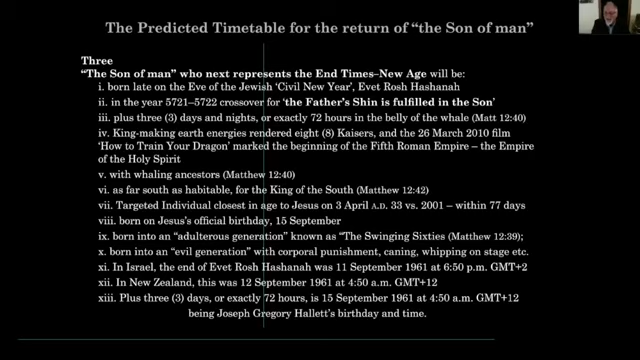 The Predicted Timetable for the return of “the Son of man”
Three
“The Son of man” who next represents the End Times–New Age will be:
i. born late on the Eve of the Jewish ‘Civil New Year’, Evet Rosh Hashanah
ii. in the year 5721–5722 crossover for ‘the Father’s Shin is fulfilled in the Son’
iii. plus three (3) days and nights, or exactly 72 hours in the belly of the whale (Matt 12:40)
iv. King-making earth energies rendered eight (8) Kaisers, and the 26 March 2010 film
‘How to Train Your Dragon’ marked the beginning of the Fifth Roman Empire – the Empire
of the Holy Spirit
v. with whaling ancestors (Matthew 12:40)
vi. as far south as habitable, for the King of the South (Matthew 12:42)
vii. Targeted Individual closest in age to Jesus on 3 April A.D. 33 vs. 2001 – within 77 days
viii. born on Jesus’s official birthday, 15 September
ix. born into an “adulterous generation” known as “The Swinging Sixties (Matthew 12:39);
x. born into an “evil generation” with corporal punishment, caning, whipping on stage etc.
xi. In Israel, the end of Evet Rosh Hashanah was 11 September 1961 at 6:50 p.m. GMT+2
xii. In New Zealand, this was 12 September 1961 at 4:50 a.m. GMT+12
xiii. Plus three (3) days, or exactly 72 hours, is 15 September 1961 at 4:50 a.m. GMT+12
being Joseph Gregory Hallett’s birthday and time.